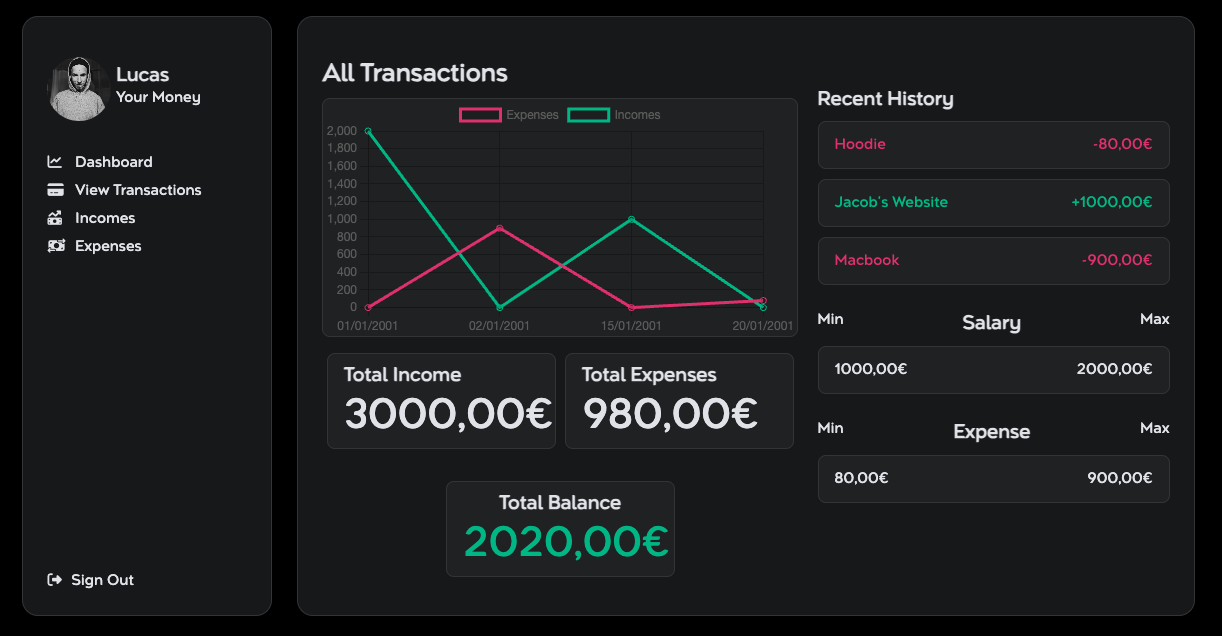 Lucas
Your Money
Dashboard
View Transactions
Incomes
Expenses
Sign Out
All Transactions
Expenses Incomes
2,000
1,800
1,600
1,400
1,200
1,000
800
600
400
200
0
01/01/2001 02/01/2001 15/01/2001 20/01/2001
Total Income
3000,00€
Total Expenses
980,00€
Total Balance
2020,00€
Recent History
Hoodie -80,00€
Jacob's Website +1000,00€
Macbook -900,00€
Min Salary Max
1000,00€ 2000,00€
Min Expense Max
80,00€ 900,00€